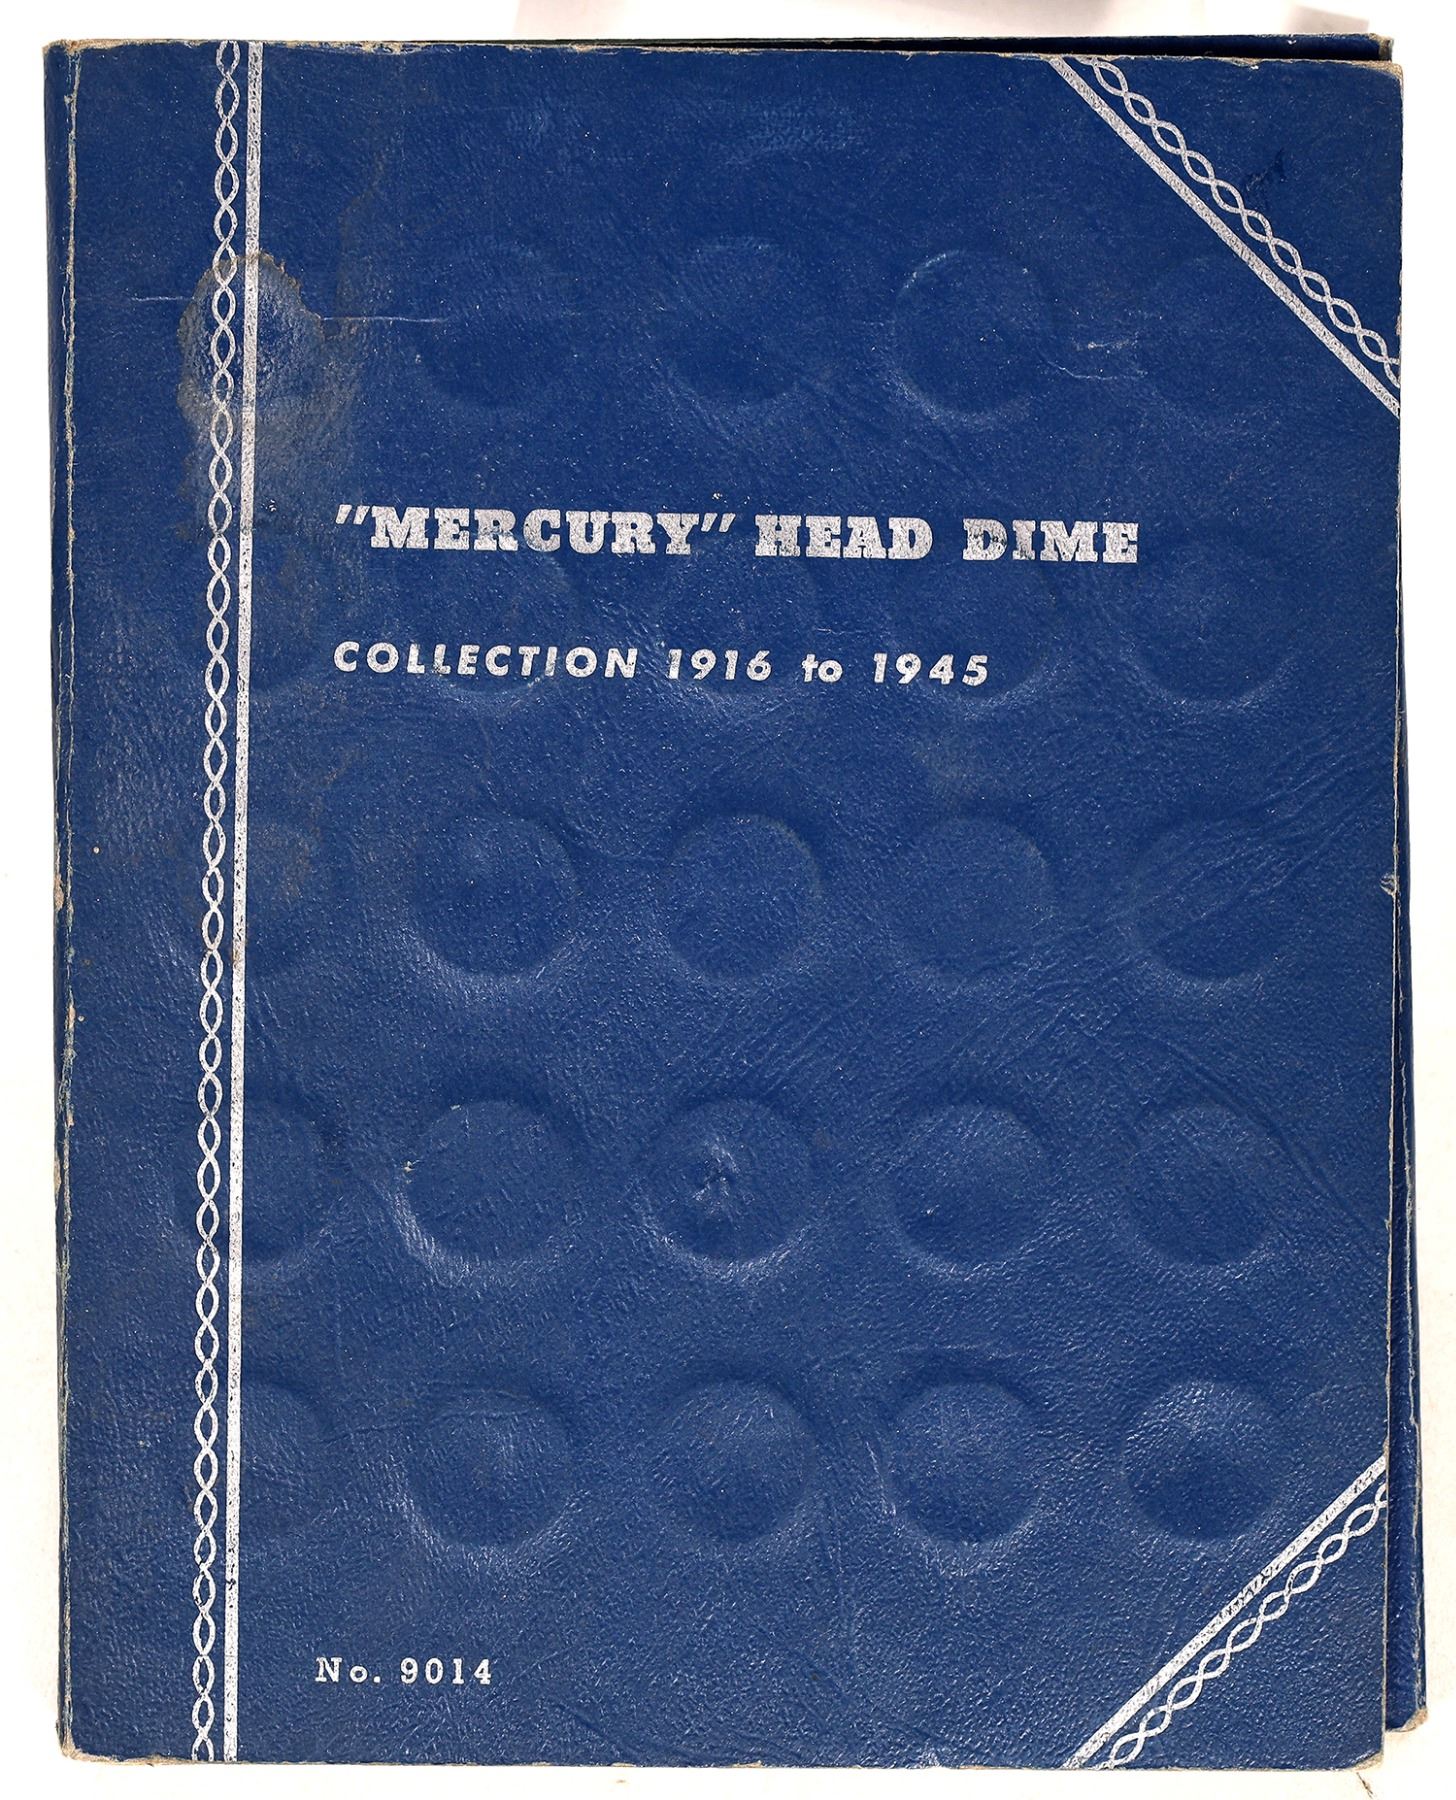 "MERCURY" HEAD DIME
COLLECTION 1916 to 1945
No. 9014